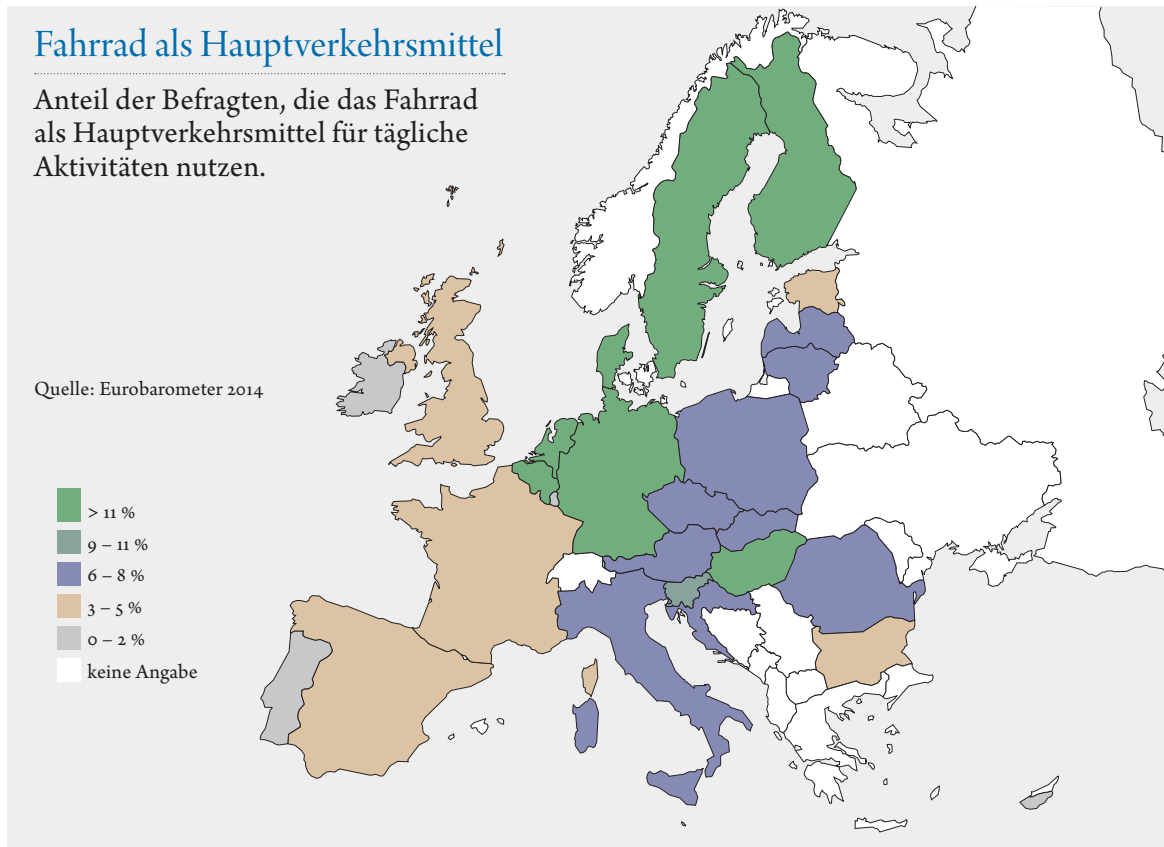 Fahrrad als Hauptverkehrsmittel
Anteil der Befragten, die das Fahrrad
als Hauptverkehrsmittel für tägliche
Aktivitäten nutzen.
Quelle: Eurobarometer 2014
> 11 %
9 – 11 %
6 – 8 %
3 – 5 %
0 – 2 %
keine Angabe